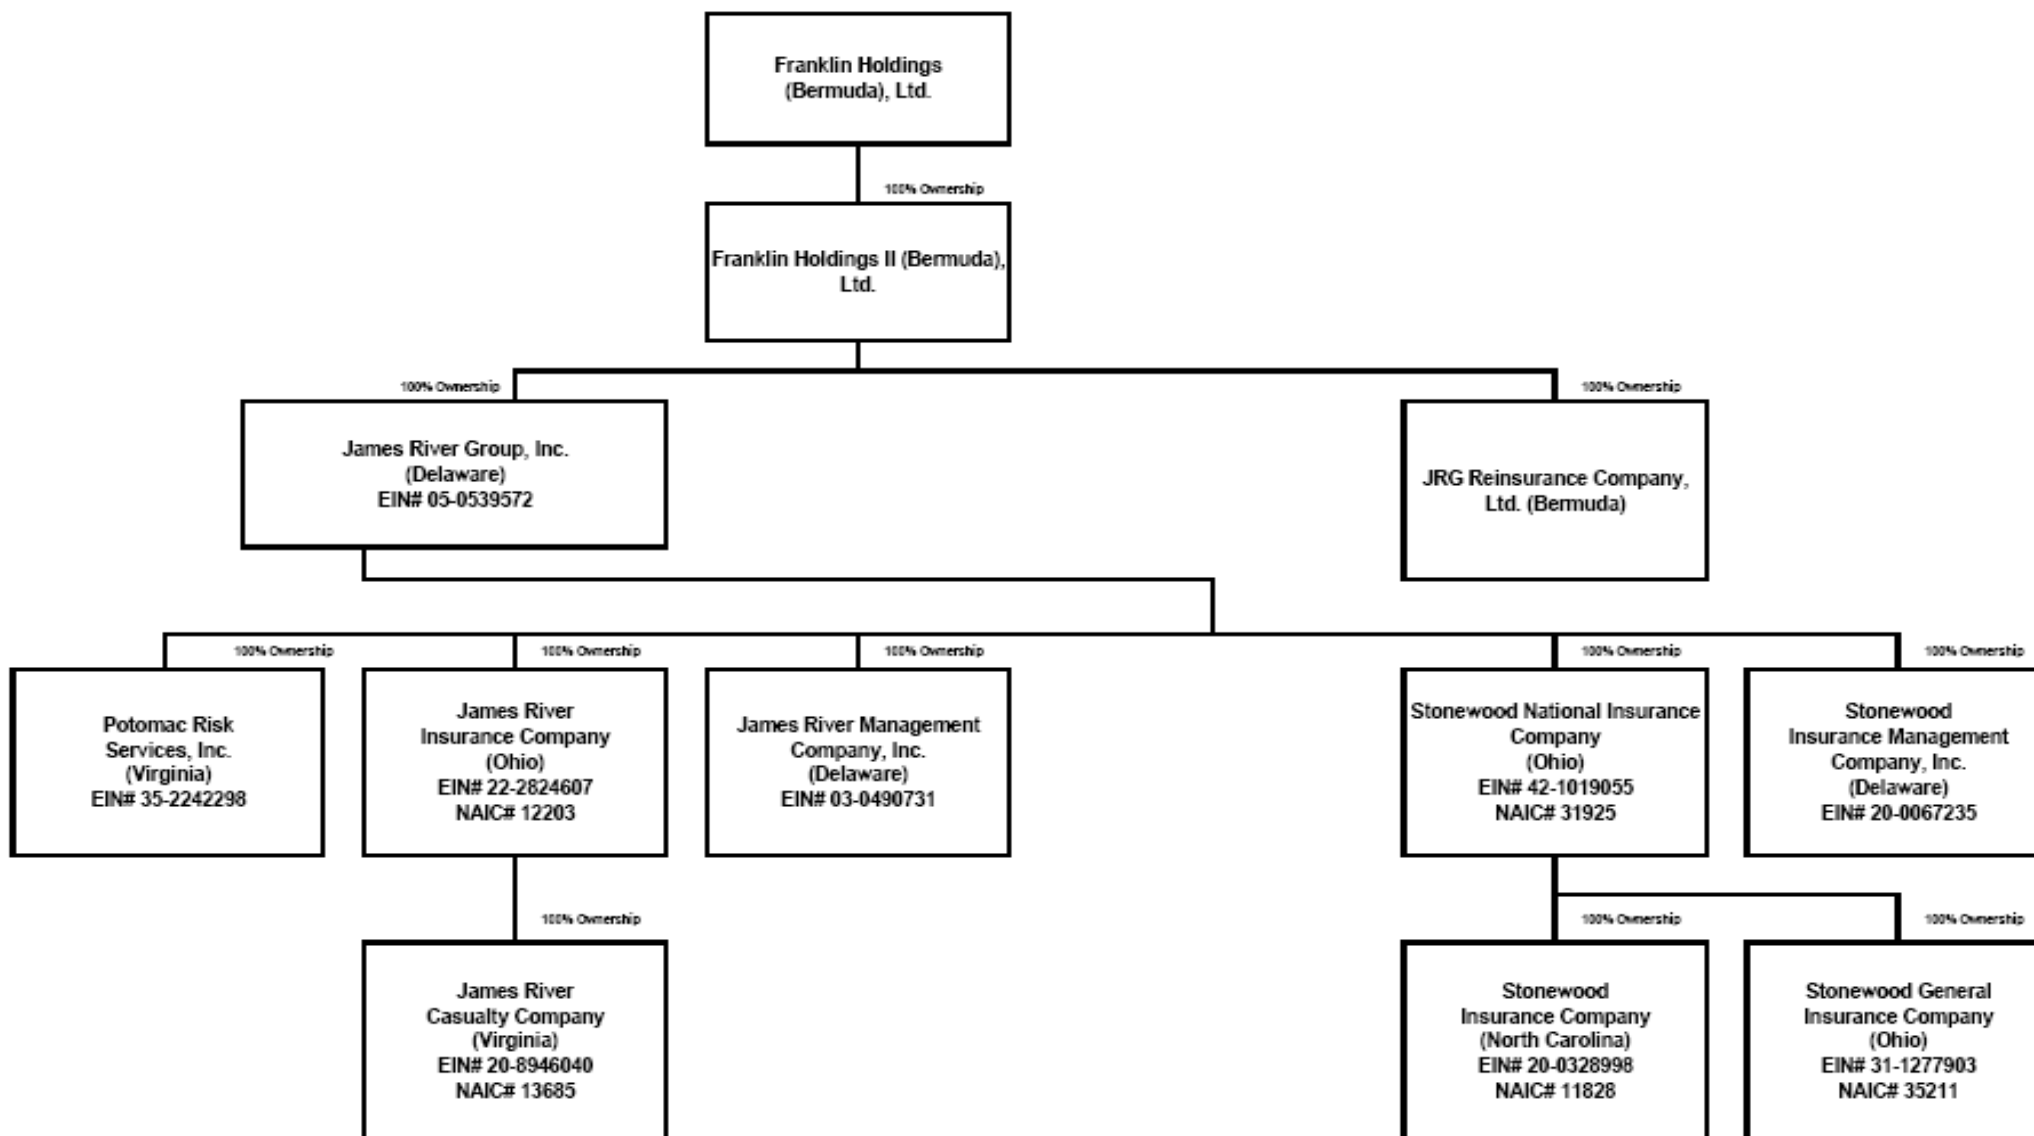 Franklin Holdings
(Bermuda), Ltd.
100% Ownership
Franklin Holdings II (Bermuda),
Ltd.
100% Ownership
100% Ownership
James River Group, Inc.
(Delaware)
EIN# 05-0539572
JRG Reinsurance Company,
Ltd. (Bermuda)
100% Ownership
100% Ownership
100% Ownership
100% Ownership
100% Ownership
Potomac Risk
Services, Inc.
(Virginia)
EIN# 35-2242298
James River
Insurance Company
(Ohio)
EIN# 22-2824607
NAIC# 12203
James River Management
Company, Inc.
(Delaware)
EIN# 03-0490731
Stonewood National Insurance
Company
(Ohio)
EIN# 42-1019055
NAIC# 31925
Stonewood
Insurance Management
Company, Inc.
(Delaware)
EIN# 20-0067235
100% Ownership
100% Ownership
100% Ownership
James River
Casualty Company
(Virginia)
EIN# 20-8946040
NAIC# 13685
Stonewood
Insurance Company
(North Carolina)
EIN# 20-0328998
NAIC# 11828
Stonewood General
Insurance Company
(Ohio)
EIN# 31-1277903
NAIC# 35211